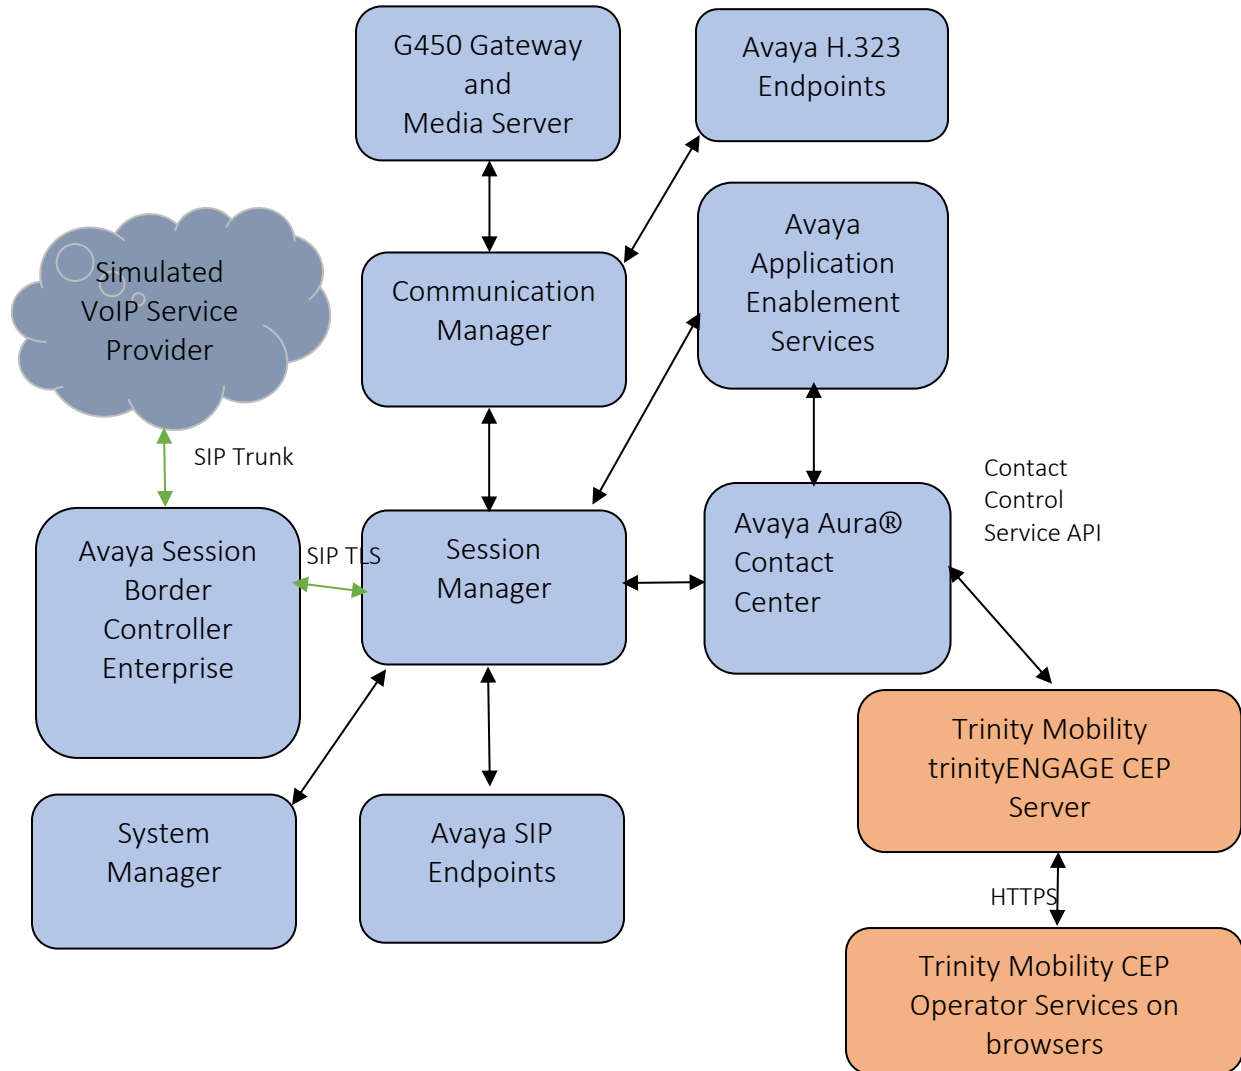 G450 Gateway
and
Media Server
Avaya H.323
Endpoints
Avaya
Application
Enablement
Services
Simulated
VoIP Service
Provider
Communication
Manager
SIP Trunk
Contact
Control
Service API
Avaya Session
Border
Controller
Enterprise
SIP TLS
Session
Manager
Avaya Aura®
Contact
Center
Trinity Mobility
trinityENGAGE CEP
Server
System
Manager
Avaya SIP
Endpoints
HTTPS
Trinity Mobility CEP
Operator Services on
browsers